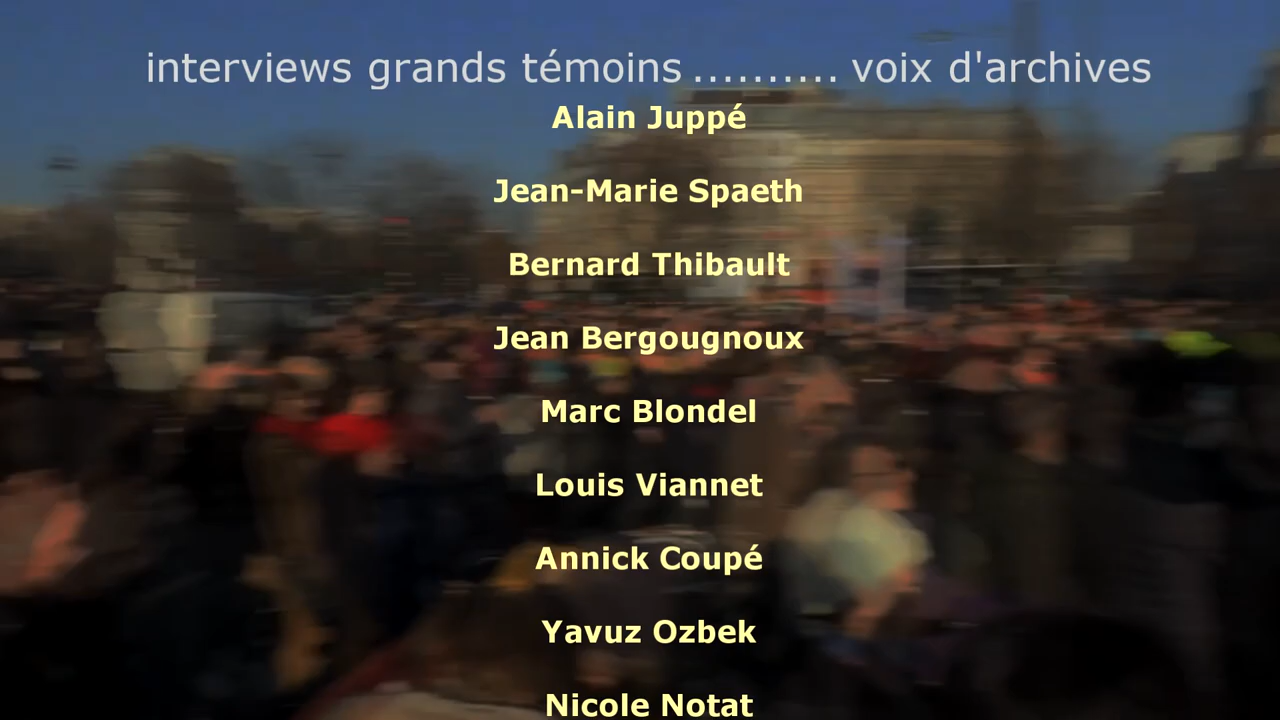 interviews grands témoins .......... voix d'archives
Alain Juppé
Jean-Marie Spaeth
Bernard Thibault
Jean Bergougnoux
Marc Blondel
Louis Viannet
Annick Coupé
Yavuz Ozbek
Nicole Notat